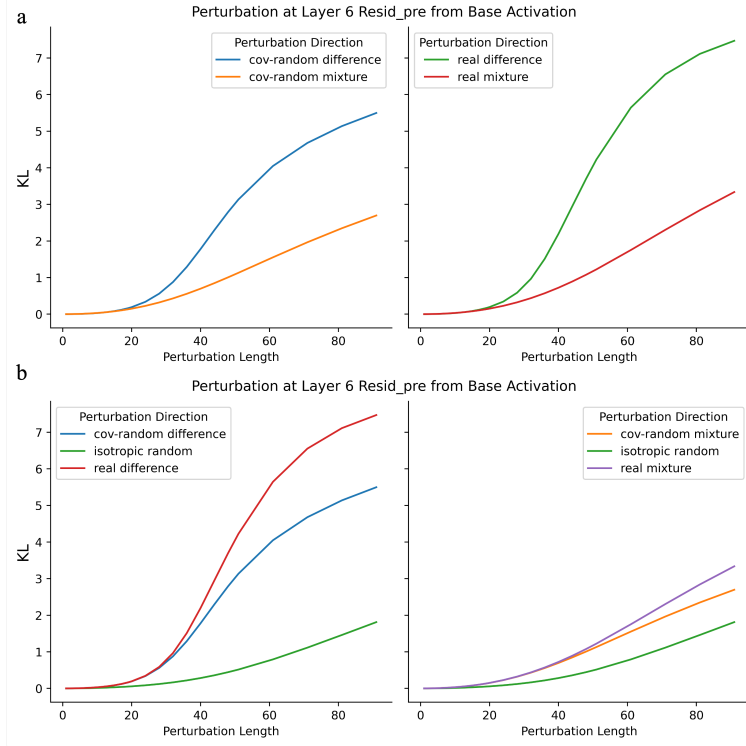 a
Perturbation at Layer 6 Resid_pre from Base Activation
Perturbation Direction
cov-random difference
cov-random mixture
Perturbation Direction
real difference
real mixture
KL
7
6
5
4
3
2
1
0
0 20 40 60 80
Perturbation Length
0 20 40 60 80
Perturbation Length
b
Perturbation at Layer 6 Resid_pre from Base Activation
Perturbation Direction
cov-random difference
isotropic random
real difference
Perturbation Direction
cov-random mixture
isotropic random
real mixture
KL
7
6
5
4
3
2
1
0
0 20 40 60 80
Perturbation Length
0 20 40 60 80
Perturbation Length